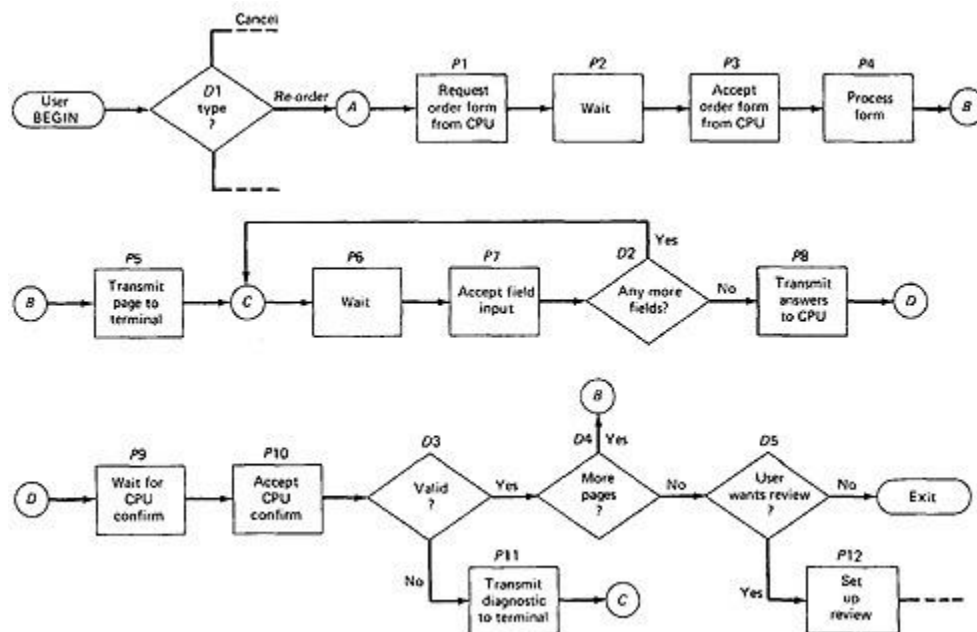 Cancel
P1
P2
P3
P4
User
BEGIN
D1
type
?
Re-order
A
Request
order form
from CPU
Wait
Accept
order form
from CPU
Process
form
B
Yes
P5
P6
P7
D2
P8
B
Transmit
page to
terminal
C
Wait
Accept field
input
Any more
fields?
No
Transmit
answers
to CPU
D
B
P9
P10
D3
D4
Yes
D5
D
Wait for
CPU
confirm
Accept
CPU
confirm
Valid
?
Yes
More
pages
?
No
User
wants review
?
No
Exit
No
P11
Transmit
diagnostic
to terminal
C
Yes
P12
Set
up
review